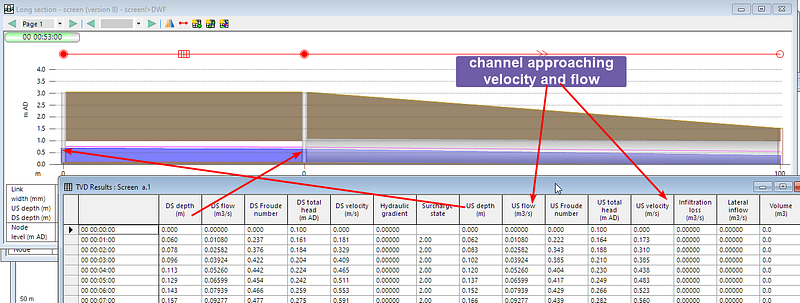 Long section - screen (version 8) - screen!>DWF
Page 1
00 00:53:00
channel approaching
velocity and flow
4.0
3.5
3.0
2.5
2.0
1.5
1.0
0.5
0.0
m AD
m
100
Link
width (mm)
US depth (m)
DS depth (m)
Node
level (m AD)
Node
50 m
TVD Results : Screen a.1
DS depth (m) DS flow (m3/s) DS Froude number DS total head (m AD) DS velocity (m/s) Hydraulic gradient Surcharge state US depth (m) US flow (m3/s) US Froude number US total head (m AD) US velocity (m/s) Infiltration loss (m3/s) Lateral inflow (m3/s) Volume (m3)
00 00:00:00 0.000 0.00000 0.000 0.100 0.000 0.00000 0.000 0.00000 0.000 0.100 0.000 0.00000 0.00000 0.0
00 00:01:00 0.060 0.01080 0.237 0.161 0.181 0.00000 2.00 0.062 0.01080 0.222 0.164 0.173 0.00000 0.00000 0.0
00 00:02:00 0.078 0.02582 0.376 0.184 0.329 0.00000 2.00 0.083 0.02582 0.343 0.188 0.310 0.00000 0.00000 0.0
00 00:03:00 0.096 0.03924 0.422 0.204 0.409 0.00000 2.00 0.102 0.03924 0.385 0.210 0.385 0.00000 0.00000 0.0
00 00:04:00 0.113 0.05260 0.442 0.224 0.465 0.00000 2.00 0.120 0.05260 0.404 0.230 0.438 0.00000 0.00000 0.0
00 00:05:00 0.129 0.06599 0.454 0.242 0.511 0.00000 2.00 0.137 0.06599 0.417 0.249 0.483 0.00000 0.00000 0.0
00 00:06:00 0.143 0.07939 0.466 0.259 0.553 0.00000 2.00 0.152 0.07939 0.429 0.266 0.523 0.00000 0.00000 0.0
00 00:07:00 0.157 0.09277 0.475 0.275 0.591 0.00000 2.00 0.166 0.09277 0.439 0.282 0.560 0.00000 0.00000 0.0